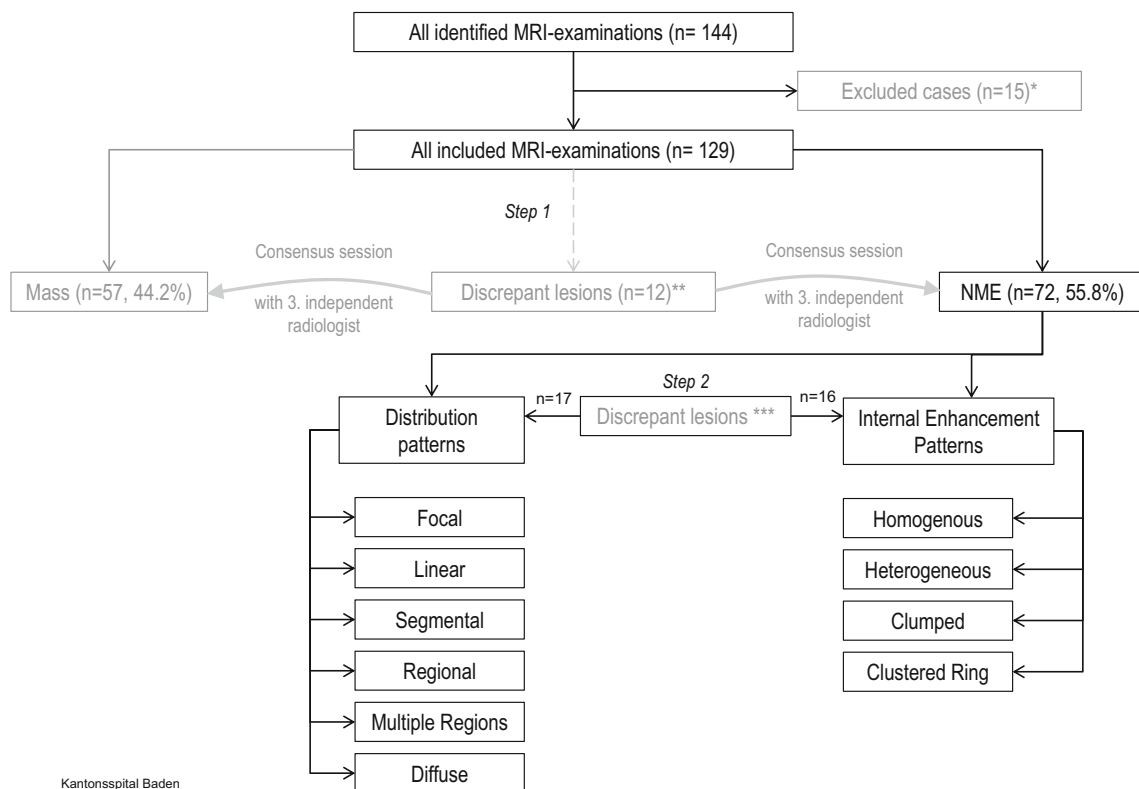 All identified MRI-examinations (n= 144)
Excluded cases (n=15)*
All included MRI-examinations (n= 129)
Step 1
Consensus session
Consensus session
Mass (n=57, 44.2%)
Discrepant lesions (n=12)**
NME (n=72, 55.8%)
with 3. independent
radiologist
with 3. independent
radiologist
Step 2
n=17
n=16
Distribution
patterns
Discrepant lesions ***
Internal Enhancement
Patterns
Focal
Linear
Segmental
Regional
Multiple Regions
Diffuse
Homogenous
Heterogeneous
Clumped
Clustered Ring
Kantonsspital Baden